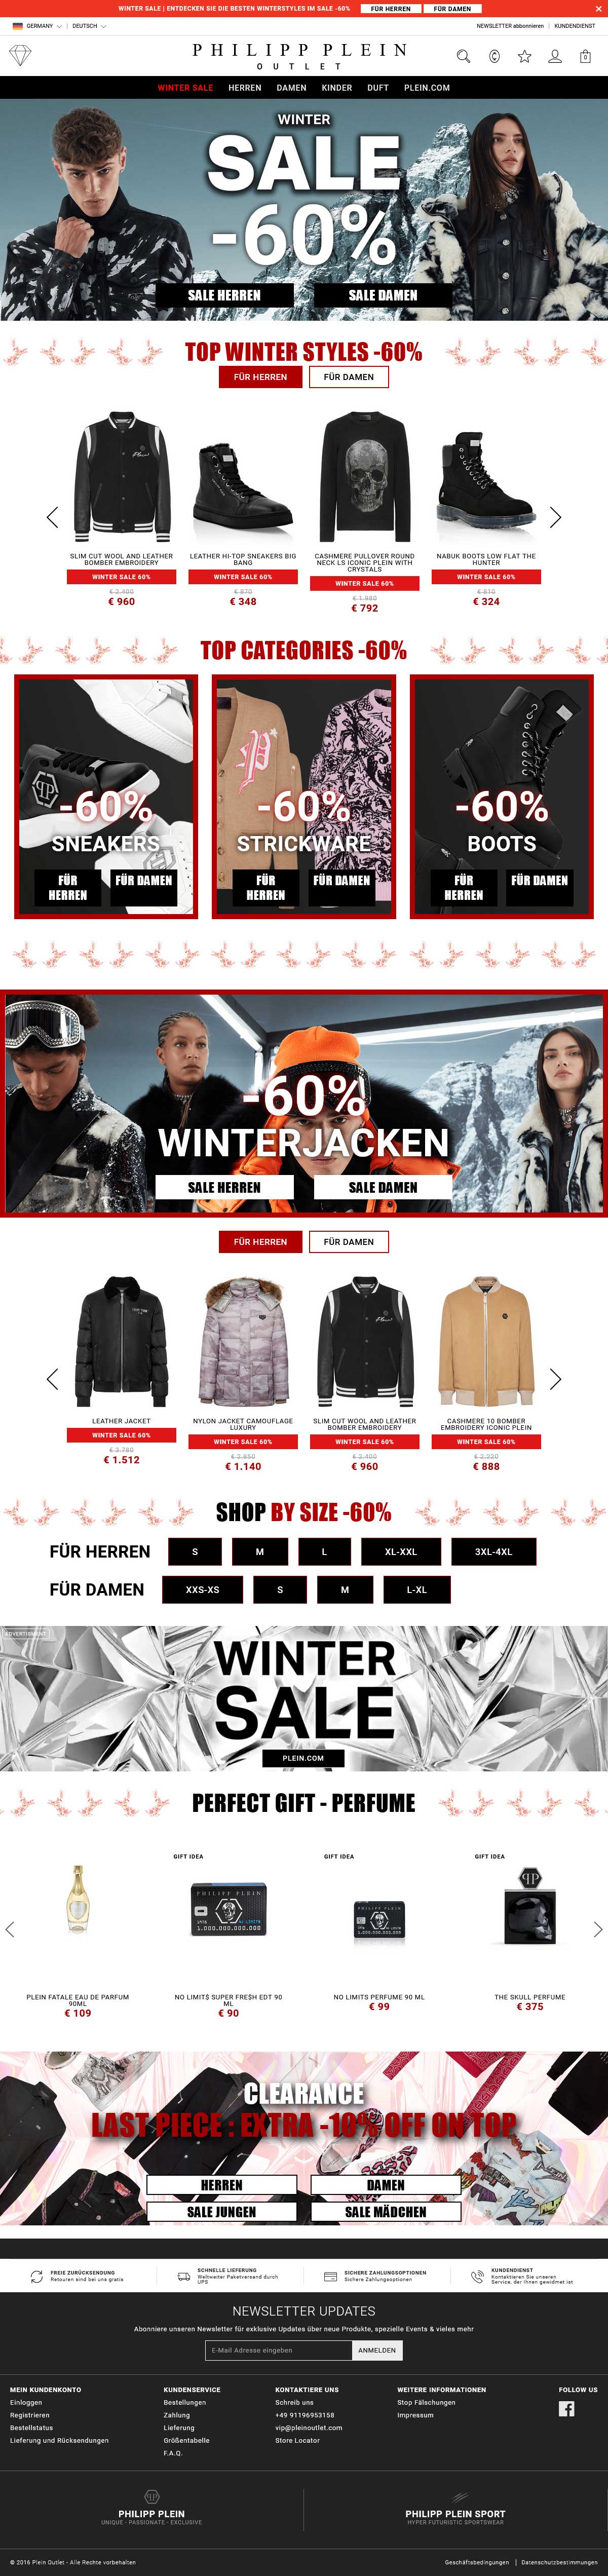 WINTER SALE | ENTDECKEN SIE DIE BESTEN WINTERSTYLES IM SALE -60% FÜR HERREN FÜR DAMEN
GERMANY DEUTSCH NEWSLETTER abbonnieren KUNDENDIENST
PHILIPP PLEIN
OUTLET
0
WINTER SALE HERREN DAMEN KINDER DUFT PLEIN.COM
WINTER
SALE
-60%
SALE HERREN SALE DAMEN
TOP WINTER STYLES -60%
FÜR HERREN FÜR DAMEN
SLIM CUT WOOL AND LEATHER
BOMBER EMBROIDERY
WINTER SALE 60%
€ 2.400
€ 960
LEATHER HI-TOP SNEAKERS BIG
BANG
WINTER SALE 60%
€ 870
€ 348
CASHMERE PULLOVER ROUND
NECK LS ICONIC PLEIN WITH
CRYSTALS
WINTER SALE 60%
€ 1.980
€ 792
NABUK BOOTS LOW FLAT THE
HUNTER
WINTER SALE 60%
€ 810
€ 324
TOP CATEGORIES -60%
-60%
SNEAKERS
FÜR
HERREN
FÜR DAMEN
-60%
STRICKWARE
FÜR
HERREN
FÜR DAMEN
-60%
BOOTS
FÜR
HERREN
FÜR DAMEN
-60%
WINTERJACKEN
SALE HERREN SALE DAMEN
FÜR HERREN FÜR DAMEN
LEATHER JACKET
WINTER SALE 60%
€ 3.780
€ 1.512
NYLON JACKET CAMOUFLAGE
LUXURY
WINTER SALE 60%
€ 2.850
€ 1.140
SLIM CUT WOOL AND LEATHER
BOMBER EMBROIDERY
WINTER SALE 60%
€ 2.400
€ 960
CASHMERE 10 BOMBER
EMBROIDERY ICONIC PLEIN
WINTER SALE 60%
€ 2.220
€ 888
SHOP BY SIZE -60%
FÜR HERREN S M L XL-XXL 3XL-4XL
FÜR DAMEN XXS-XS S M L-XL
ADVERTISMENT
WINTER
SALE
PLEIN.COM
PERFECT GIFT - PERFUME
PLEIN FATALE EAU DE PARFUM
90ML
€ 109
GIFT IDEA
PHILIPP PLEIN
NO LIMIT$ SUPER FRE$H EDT 90
ML
€ 90
GIFT IDEA
PHILIPP PLEIN
NO LIMITS PERFUME 90 ML
€ 99
GIFT IDEA
THE SKULL PERFUME
€ 375
CLEARANCE
LAST PIECE : EXTRA -10% OFF ON TOP
HERREN DAMEN
SALE JUNGEN SALE MÄDCHEN
FREIE ZURÜCKSENDUNG
Retouren sind bei uns gratis
SCHNELLE LIEFERUNG
Weltweiter Paketversand durch
UPS
SICHERE ZAHLUNGSOPTIONEN
Sichere Zahlungsoptionen
KUNDENDIENST
Kontaktieren Sie unseren
Service, der Ihnen gewidmet ist
NEWSLETTER UPDATES
Abonniere unseren Newsletter für exklusive Updates über neue Produkte, spezielle Events & vieles mehr
E-Mail Adresse eingeben ANMELDEN
MEIN KUNDENKONTO
Einloggen
Registrieren
Bestellstatus
Lieferung und Rücksendungen
KUNDENSERVICE
Bestellungen
Zahlung
Lieferung
Größentabelle
F.A.Q.
KONTAKTIERE UNS
Schreib uns
+49 91196953158
vip@pleinoutlet.com
Store Locator
WEITERE INFORMATIONEN
Stop Fälschungen
Impressum
FOLLOW US
PHILIPP PLEIN
UNIQUE - PASSIONATE - EXCLUSIVE
PHILIPP PLEIN SPORT
HYPER FUTURISTIC SPORTSWEAR
© 2016 Plein Outlet - Alle Rechte vorbehalten
Geschäftsbedingungen | Datenschutzbestimmungen